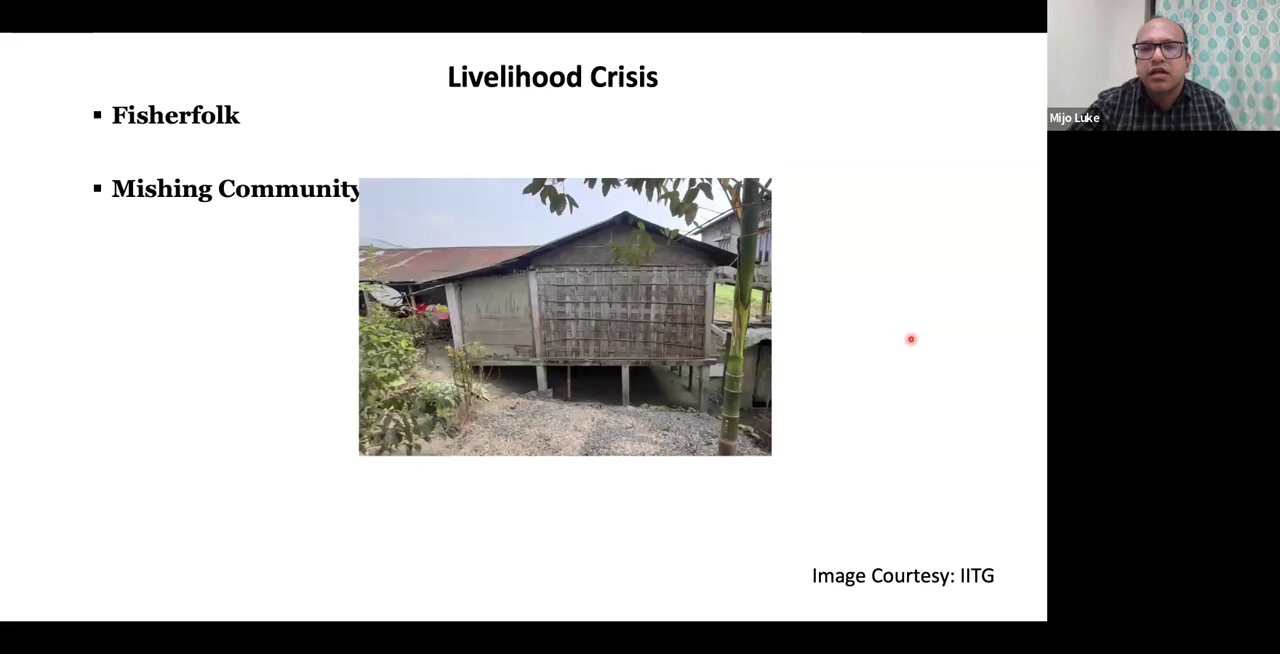 Livelihood Crisis
▪ Fisherfolk
▪ Mishing Community
Image Courtesy: IITG
Mijo Luke